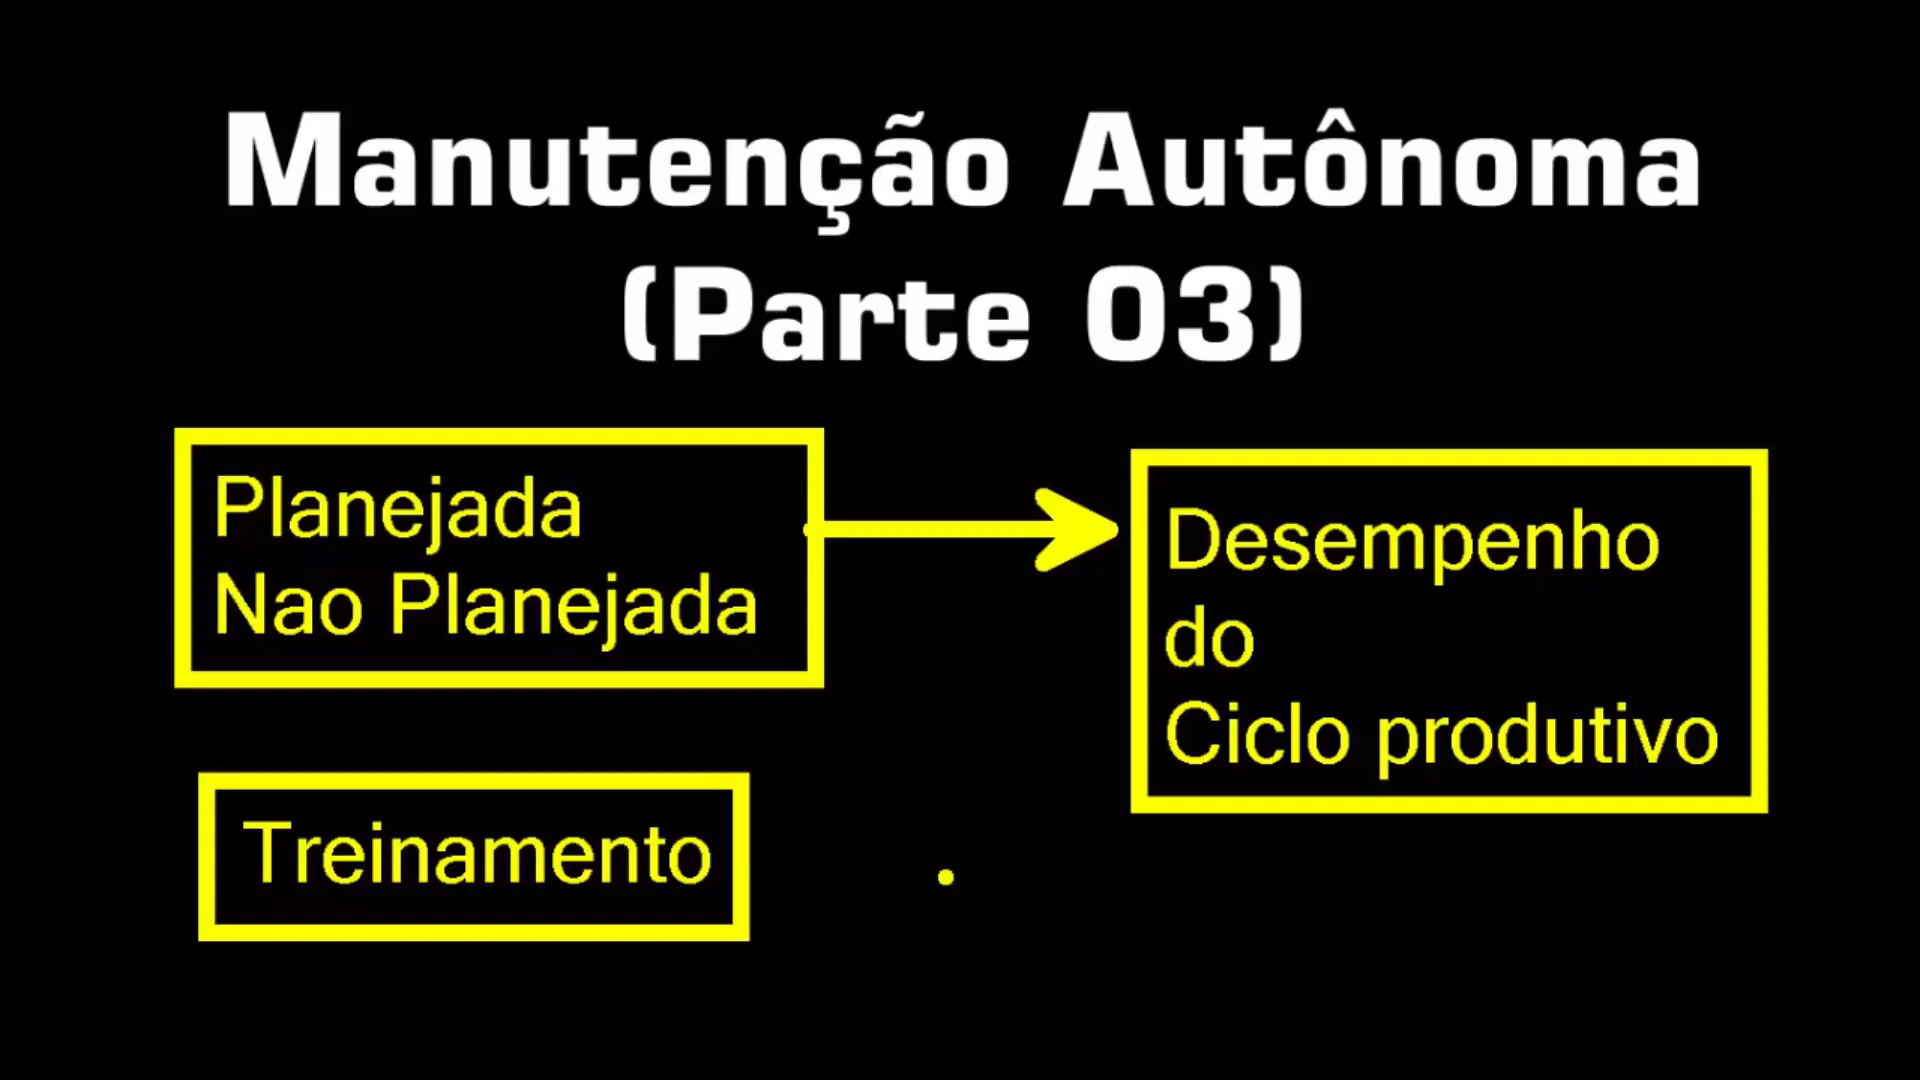 Manutenção Autônoma
(Parte 03)
Planejada
Nao Planejada
Desempenho
do
Ciclo produtivo
Treinamento